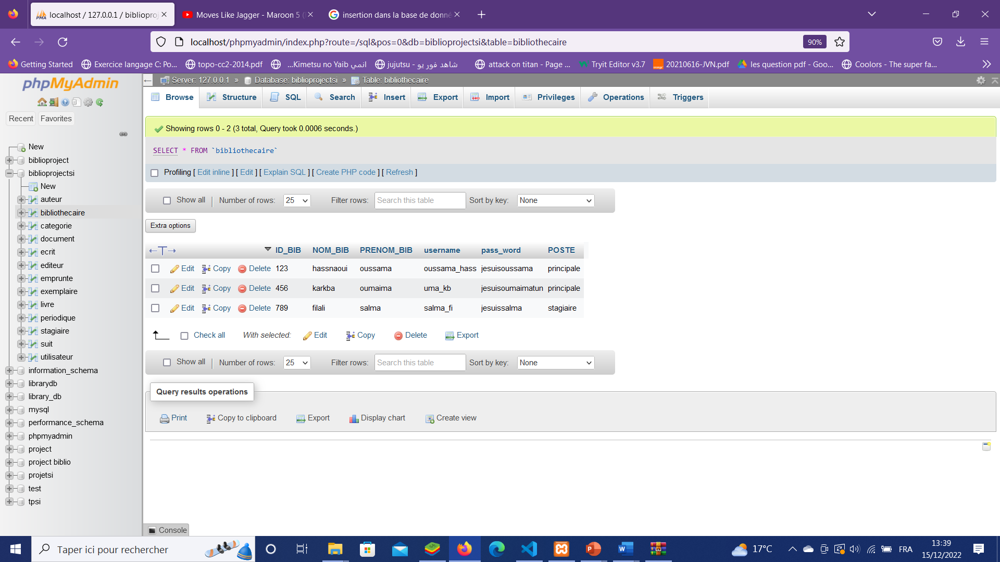 localhost / 127.0.0.1 / biblioproj
Moves Like Jagger - Maroon 5 (
insertion dans la base de donné
localhost/phpmyadmin/index.php?route=/sql&pos=0&db=biblioprojectsi&table=bibliothecaire
90%
Getting Started
Exercice langage C: Po...
topo-cc2-2014.pdf
...Kimetsu no Yaib انمي
jujutsu - شاهد فور يو
attack on titan - Page ...
Tryit Editor v3.7
20210616-JVN.pdf
les question pdf - Goo...
Coolors - The super fa...
phpMyAdmin
Recent
Favorites
New
biblioproject
biblioprojectsi
New
auteur
bibliothecaire
categorie
document
ecrit
editeur
emprunte
exemplaire
livre
periodique
stagiaire
suit
utilisateur
information_schema
librarydb
library_db
mysql
performance_schema
phpmyadmin
project
project biblio
projetsi
test
tpsi
Server: 127.0.0.1 » Database: biblioprojectsi » Table: bibliothecaire
Browse Structure SQL Search Insert Export Import Privileges Operations Triggers
Showing rows 0 - 2 (3 total, Query took 0.0006 seconds.)
SELECT * FROM `bibliothecaire`
Profiling [ Edit inline ] [ Edit ] [ Explain SQL ] [ Create PHP code ] [ Refresh ]
Show all | Number of rows: 25 Filter rows: Search this table Sort by key: None
Extra options
←T→ ID_BIB NOM_BIB PRENOM_BIB username pass_word POSTE
Edit Copy Delete 123 hassnaoui oussama oussama_hass jesuisoussama principale
Edit Copy Delete 456 karkba oumaima uma_kb jesuisoumaimatun principale
Edit Copy Delete 789 filali salma salma_fi jesuissalma stagiaire
Check all With selected: Edit Copy Delete Export
Show all | Number of rows: 25 Filter rows: Search this table Sort by key: None
Query results operations
Print Copy to clipboard Export Display chart Create view
Console
Taper ici pour rechercher
17°C
FRA
13:39
15/12/2022